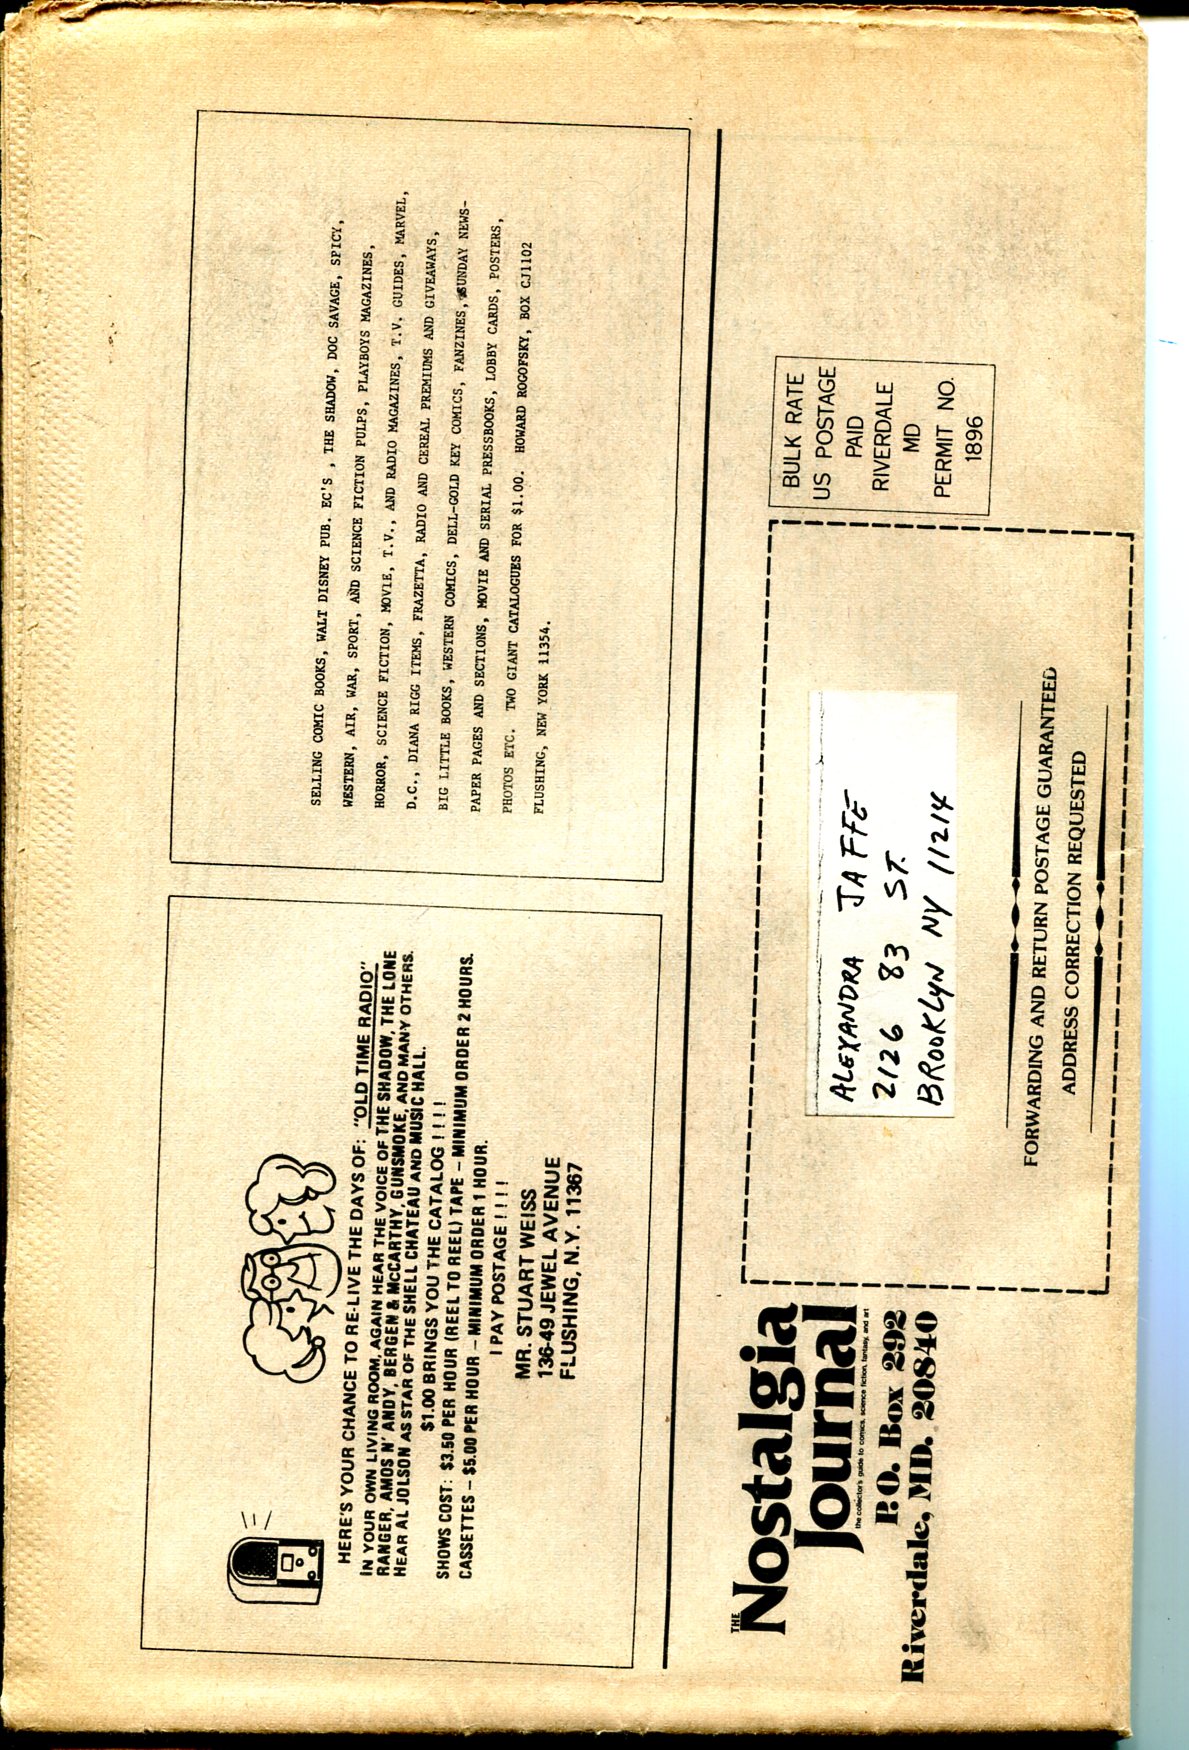 HERE'S YOUR CHANCE TO RE-LIVE THE DAYS OF: "OLD TIME RADIO"
IN YOUR OWN LIVING ROOM, AGAIN HEAR THE VOICE OF THE SHADOW, THE LONE
RANGER, AMOS N' ANDY, BERGEN & McCARTHY, GUNSMOKE, AND MANY OTHERS.
HEAR AL JOLSON AS STAR OF THE SHELL CHATEAU AND MUSIC HALL.
$1.00 BRINGS YOU THE CATALOG ! ! ! !
SHOWS COST: $3.50 PER HOUR (REEL TO REEL) TAPE – MINIMUM ORDER 2 HOURS.
CASSETTES – $5.00 PER HOUR – MINIMUM ORDER 1 HOUR.
I PAY POSTAGE ! ! ! !
MR. STUART WEISS
136-49 JEWEL AVENUE
FLUSHING, N.Y. 11367
SELLING COMIC BOOKS, WALT DISNEY PUB. EC'S , THE SHADOW, DOC SAVAGE, SPICY,
WESTERN, AIR, WAR, SPORT, AND SCIENCE FICTION PULPS, PLAYBOYS MAGAZINES,
HORROR, SCIENCE FICTION, MOVIE, T.V., AND RADIO MAGAZINES, T.V. GUIDES, MARVEL,
D.C., DIANA RIGG ITEMS, FRAZETTA, RADIO AND CEREAL PREMIUMS AND GIVEAWAYS,
BIG LITTLE BOOKS, WESTERN COMICS, DELL-GOLD KEY COMICS, FANZINES, SUNDAY NEWS-
PAPER PAGES AND SECTIONS, MOVIE AND SERIAL PRESSBOOKS, LOBBY CARDS, POSTERS,
PHOTOS ETC. TWO GIANT CATALOGUES FOR $1.00. HOWARD ROGOFSKY, BOX CJ1102
FLUSHING, NEW YORK 11354.
THE
Nostalgia
Journal
the collector's guide to comics, science fiction, fantasy, and art
P.O. Box 292
Riverdale, MD. 20840
ALEXANDRA JAFFE
2126 83 ST.
BROOKLYN NY 11214
FORWARDING AND RETURN POSTAGE GUARANTEED
ADDRESS CORRECTION REQUESTED
BULK RATE
US POSTAGE
PAID
RIVERDALE
MD
PERMIT NO.
1896